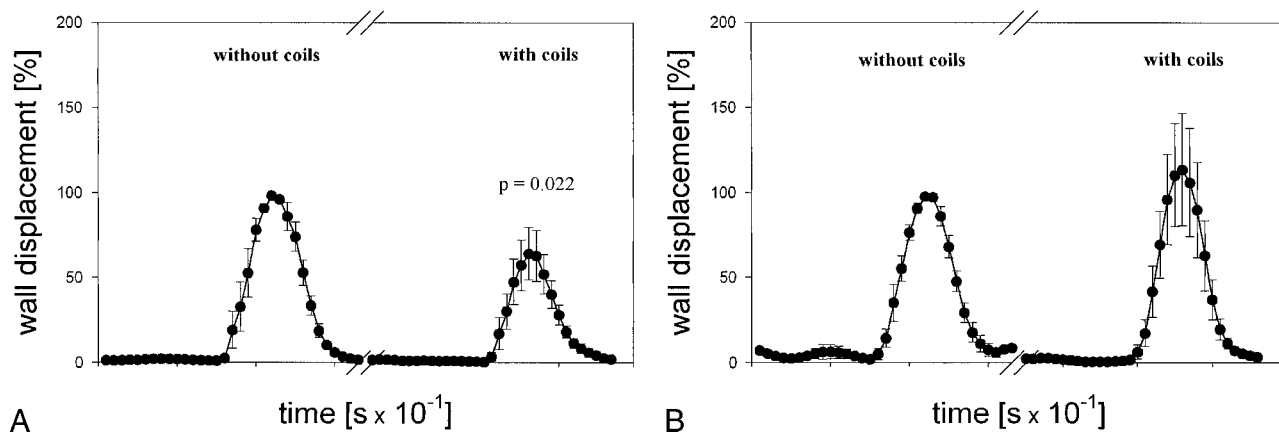 200
without coils
with coils
150
100
p = 0.022
50
0
wall displacement [%]
time [s x 10⁻¹]
A
200
without coils
with coils
150
100
50
0
wall displacement [%]
time [s x 10⁻¹]
B